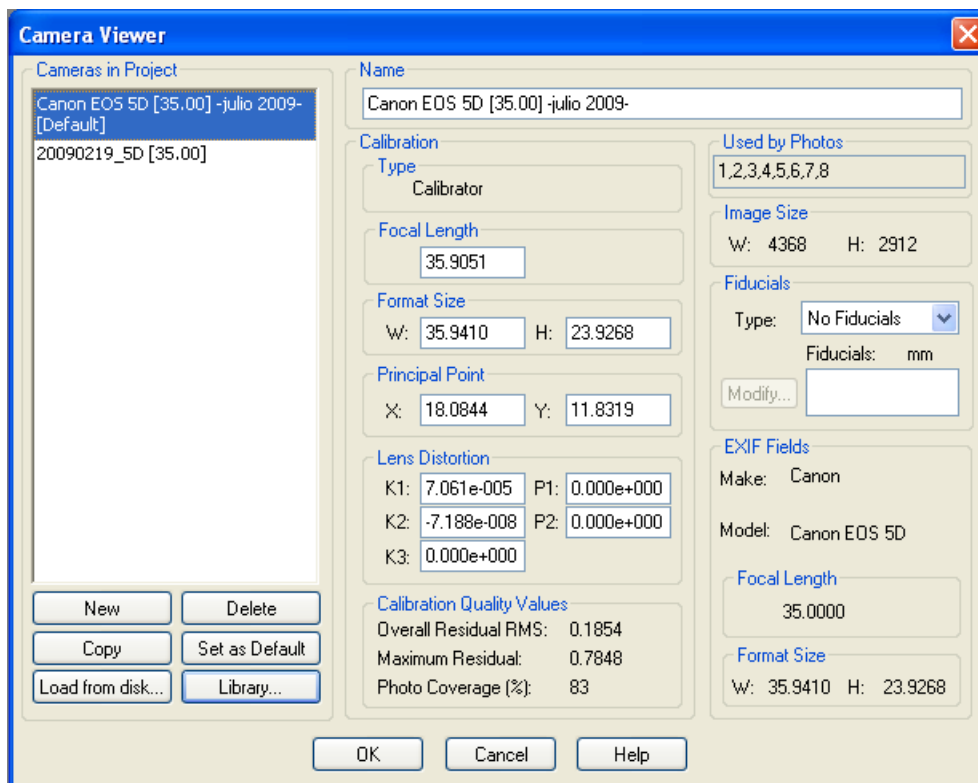 Camera Viewer
Cameras in Project
Canon EOS 5D [35.00] -julio 2009-
[Default]
20090219_5D [35.00]
New
Delete
Copy
Set as Default
Load from disk...
Library...
Name
Canon EOS 5D [35.00] -julio 2009-
Calibration
Type
Calibrator
Focal Length
35.9051
Format Size
W: 35.9410 H: 23.9268
Principal Point
X: 18.0844 Y: 11.8319
Lens Distortion
K1: 7.061e-005 P1: 0.000e+000
K2: -7.188e-008 P2: 0.000e+000
K3: 0.000e+000
Calibration Quality Values
Overall Residual RMS: 0.1854
Maximum Residual: 0.7848
Photo Coverage (%): 83
Used by Photos
1,2,3,4,5,6,7,8
Image Size
W: 4368 H: 2912
Fiducials
Type: No Fiducials
Fiducials: mm
Modify...
EXIF Fields
Make: Canon
Model: Canon EOS 5D
Focal Length
35.0000
Format Size
W: 35.9410 H: 23.9268
OK
Cancel
Help